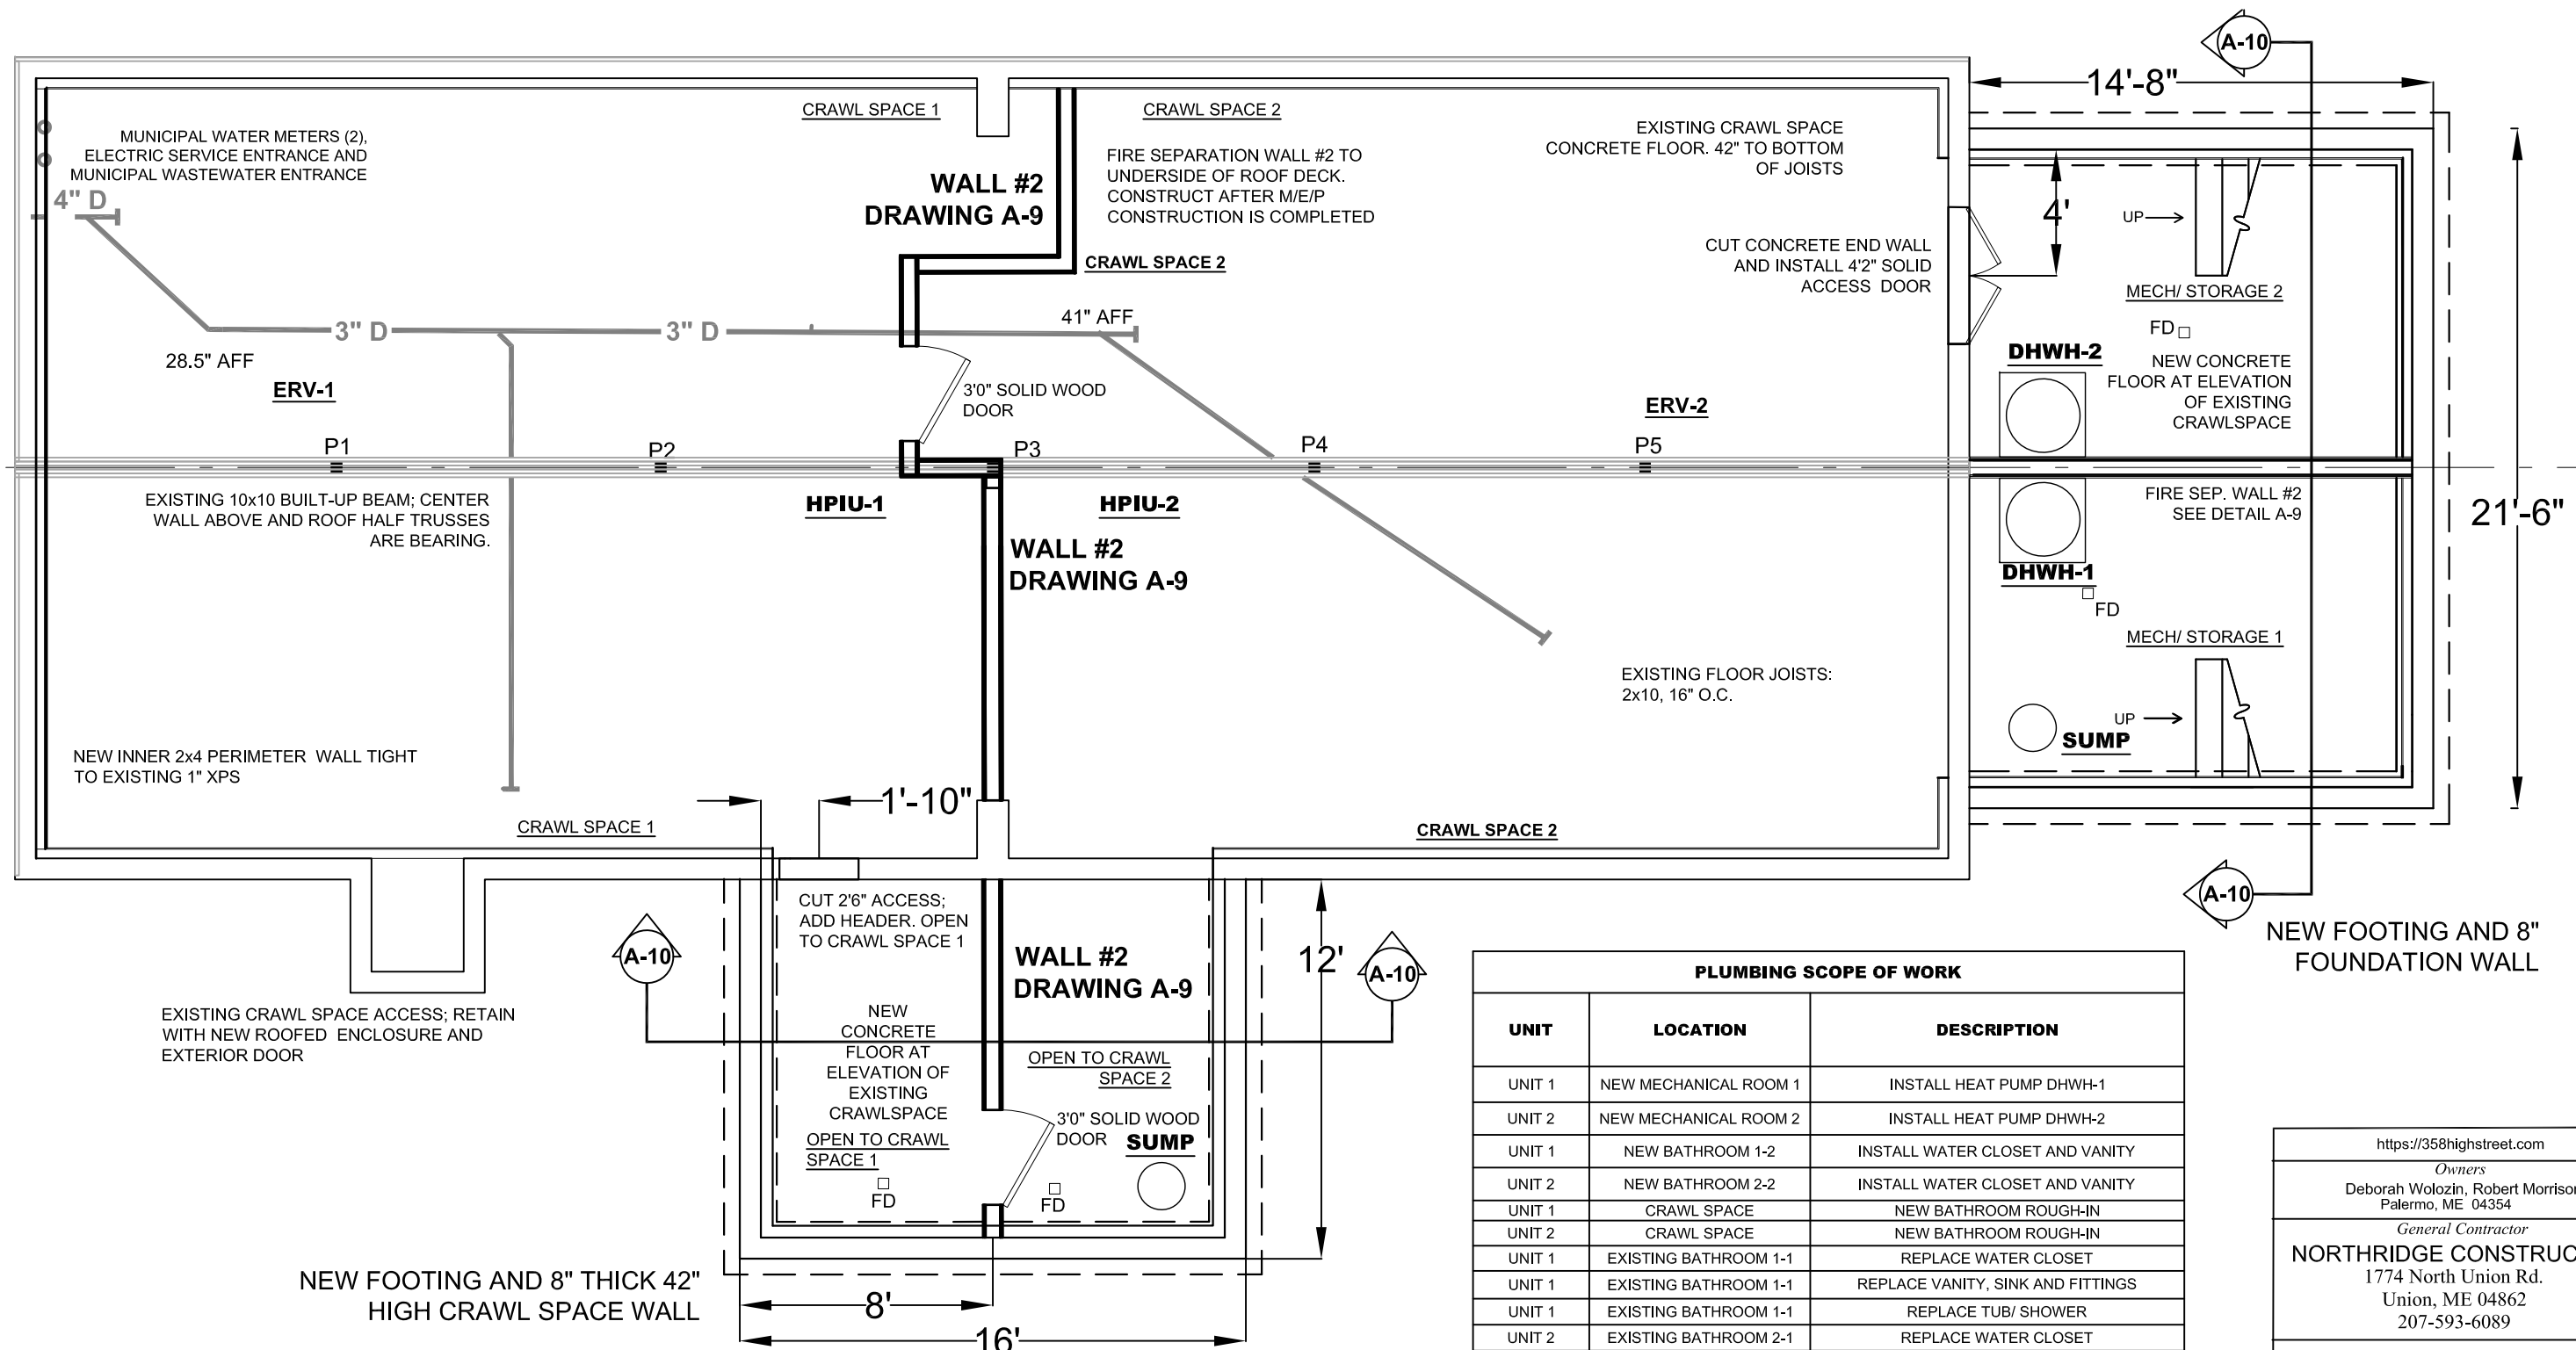 A-10
14'-8"
CRAWL SPACE 1
CRAWL SPACE 2
MUNICIPAL WATER METERS (2),
ELECTRIC SERVICE ENTRANCE AND
MUNICIPAL WASTEWATER ENTRANCE
4" D
WALL #2
DRAWING A-9
FIRE SEPARATION WALL #2 TO
UNDERSIDE OF ROOF DECK.
CONSTRUCT AFTER M/E/P
CONSTRUCTION IS COMPLETED
CRAWL SPACE 2
EXISTING CRAWL SPACE
CONCRETE FLOOR. 42" TO BOTTOM
OF JOISTS
CUT CONCRETE END WALL
AND INSTALL 4'2" SOLID
ACCESS DOOR
4'
UP
MECH/ STORAGE 2
FD
DHWH-2
NEW CONCRETE
FLOOR AT ELEVATION
OF EXISTING
CRAWLSPACE
3" D
3" D
41" AFF
28.5" AFF
ERV-1
3'0" SOLID WOOD
DOOR
ERV-2
P1
P2
P3
P4
P5
EXISTING 10x10 BUILT-UP BEAM; CENTER
WALL ABOVE AND ROOF HALF TRUSSES
ARE BEARING.
HPIU-1
HPIU-2
WALL #2
DRAWING A-9
FIRE SEP. WALL #2
SEE DETAIL A-9
21'-6"
DHWH-1
FD
MECH/ STORAGE 1
UP
SUMP
EXISTING FLOOR JOISTS:
2x10, 16" O.C.
NEW INNER 2x4 PERIMETER WALL TIGHT
TO EXISTING 1" XPS
1'-10"
CRAWL SPACE 1
CRAWL SPACE 2
A-10
NEW FOOTING AND 8"
FOUNDATION WALL
CUT 2'6" ACCESS;
ADD HEADER. OPEN
TO CRAWL SPACE 1
A-10
WALL #2
DRAWING A-9
12'
A-10
EXISTING CRAWL SPACE ACCESS; RETAIN
WITH NEW ROOFED ENCLOSURE AND
EXTERIOR DOOR
NEW
CONCRETE
FLOOR AT
ELEVATION OF
EXISTING
CRAWLSPACE
OPEN TO CRAWL
SPACE 1
FD
OPEN TO CRAWL
SPACE 2
3'0" SOLID WOOD
DOOR
SUMP
FD
NEW FOOTING AND 8" THICK 42"
HIGH CRAWL SPACE WALL
8'
16'
PLUMBING SCOPE OF WORK
UNIT LOCATION DESCRIPTION
UNIT 1 NEW MECHANICAL ROOM 1 INSTALL HEAT PUMP DHWH-1
UNIT 2 NEW MECHANICAL ROOM 2 INSTALL HEAT PUMP DHWH-2
UNIT 1 NEW BATHROOM 1-2 INSTALL WATER CLOSET AND VANITY
UNIT 2 NEW BATHROOM 2-2 INSTALL WATER CLOSET AND VANITY
UNIT 1 CRAWL SPACE NEW BATHROOM ROUGH-IN
UNIT 2 CRAWL SPACE NEW BATHROOM ROUGH-IN
UNIT 1 EXISTING BATHROOM 1-1 REPLACE WATER CLOSET
UNIT 1 EXISTING BATHROOM 1-1 REPLACE VANITY, SINK AND FITTINGS
UNIT 1 EXISTING BATHROOM 1-1 REPLACE TUB/ SHOWER
UNIT 2 EXISTING BATHROOM 2-1 REPLACE WATER CLOSET
https://358highstreet.com
Owners
Deborah Wolozin, Robert Morrison
Palermo, ME 04354
General Contractor
NORTHRIDGE CONSTRUC
1774 North Union Rd.
Union, ME 04862
207-593-6089